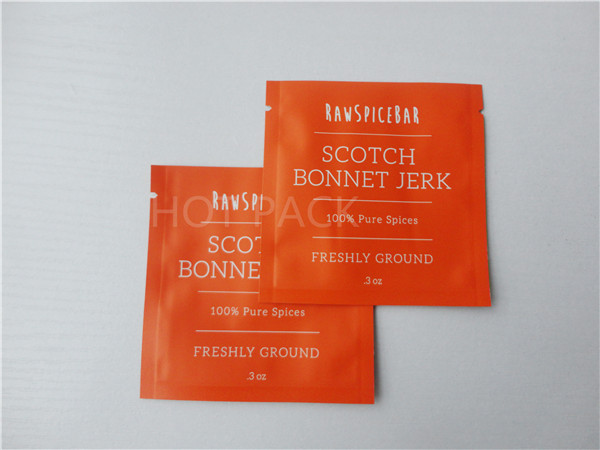 RAWSPICEBAR
SCOTCH
BONNET JERK
100% Pure Spices
FRESHLY GROUND
.3 oz
RAWSPI
HOT PACK
SCOT
BONNE
100% Pure Spices
FRESHLY GROUND
.3 oz